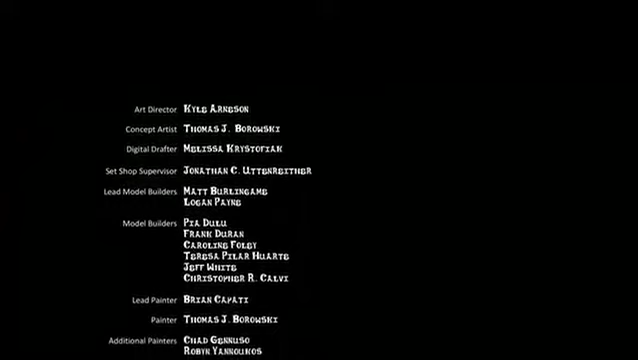 Art Director Kyle Arneson
Concept Artist Thomas J. Borowski
Digital Drafter Melissa Krystofiak
Set Shop Supervisor Jonathan C. Uttenreither
Lead Model Builders Matt Burlingame
Logan Payne
Model Builders Pia Dulu
Frank Duran
Caroline Foley
Teresa Pilar Huarte
Jeff White
Christopher R. Calvi
Lead Painter Brian Capati
Painter Thomas J. Borowski
Additional Painters Chad Gennuso
Robyn Yannoukos